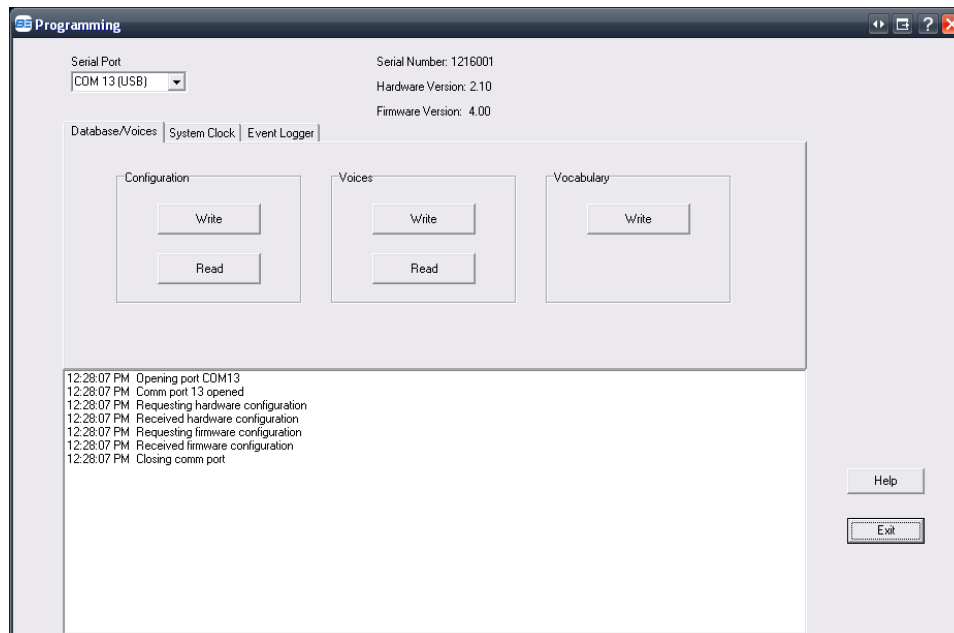 Programming
Serial Port
COM 13 (USB)
Serial Number: 1216001
Hardware Version: 2.10
Firmware Version: 4.00
Database/Voices System Clock Event Logger
Configuration Voices Vocabulary
Write Write Write
Read Read
12:28:07 PM Opening port COM13
12:28:07 PM Comm port 13 opened
12:28:07 PM Requesting hardware configuration
12:28:07 PM Received hardware configuration
12:28:07 PM Requesting firmware configuration
12:28:07 PM Received firmware configuration
12:28:07 PM Closing comm port
Help
Exit